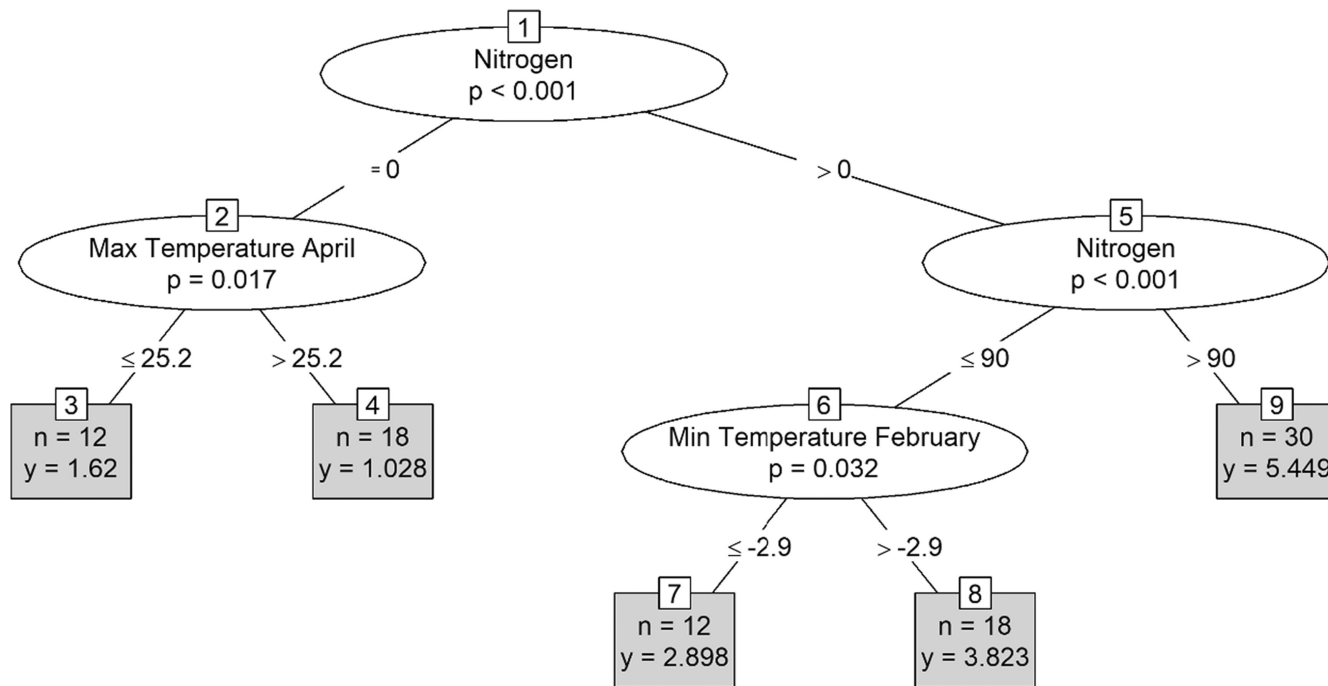 1
Nitrogen
p < 0.001
= 0
> 0
2
Max Temperature April
p = 0.017
5
Nitrogen
p < 0.001
≤ 25.2
> 25.2
≤ 90
> 90
3
n = 12
y = 1.62
4
n = 18
y = 1.028
6
Min Temperature February
p = 0.032
9
n = 30
y = 5.449
≤ -2.9
> -2.9
7
n = 12
y = 2.898
8
n = 18
y = 3.823